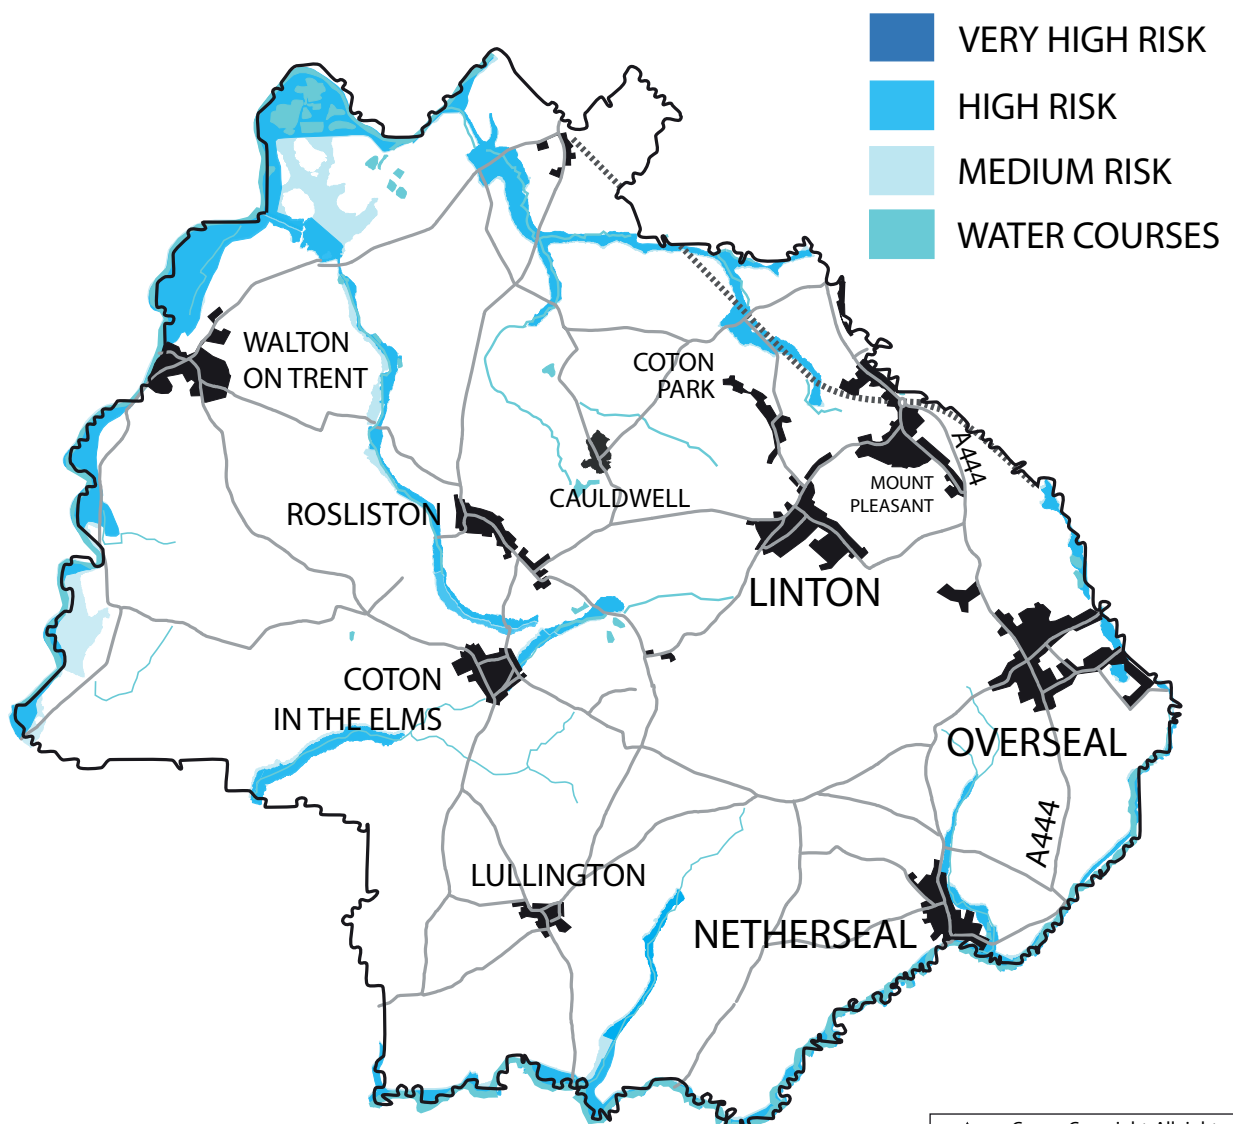 VERY HIGH RISK
HIGH RISK
MEDIUM RISK
WATER COURSES
WALTON
ON TRENT
COTON
PARK
A444
MOUNT
PLEASANT
CAULDWELL
ROSLISTON
LINTON
COTON
IN THE ELMS
OVERSEAL
A444
LULLINGTON
NETHERSEAL